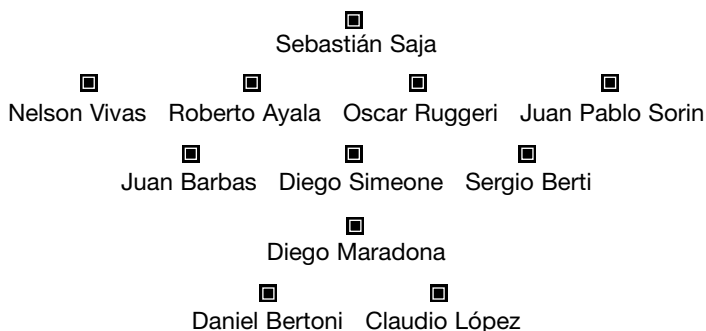 Sebastián Saja
Nelson Vivas Roberto Ayala Oscar Ruggeri Juan Pablo Sorin
Juan Barbas Diego Simeone Sergio Berti
Diego Maradona
Daniel Bertoni Claudio López